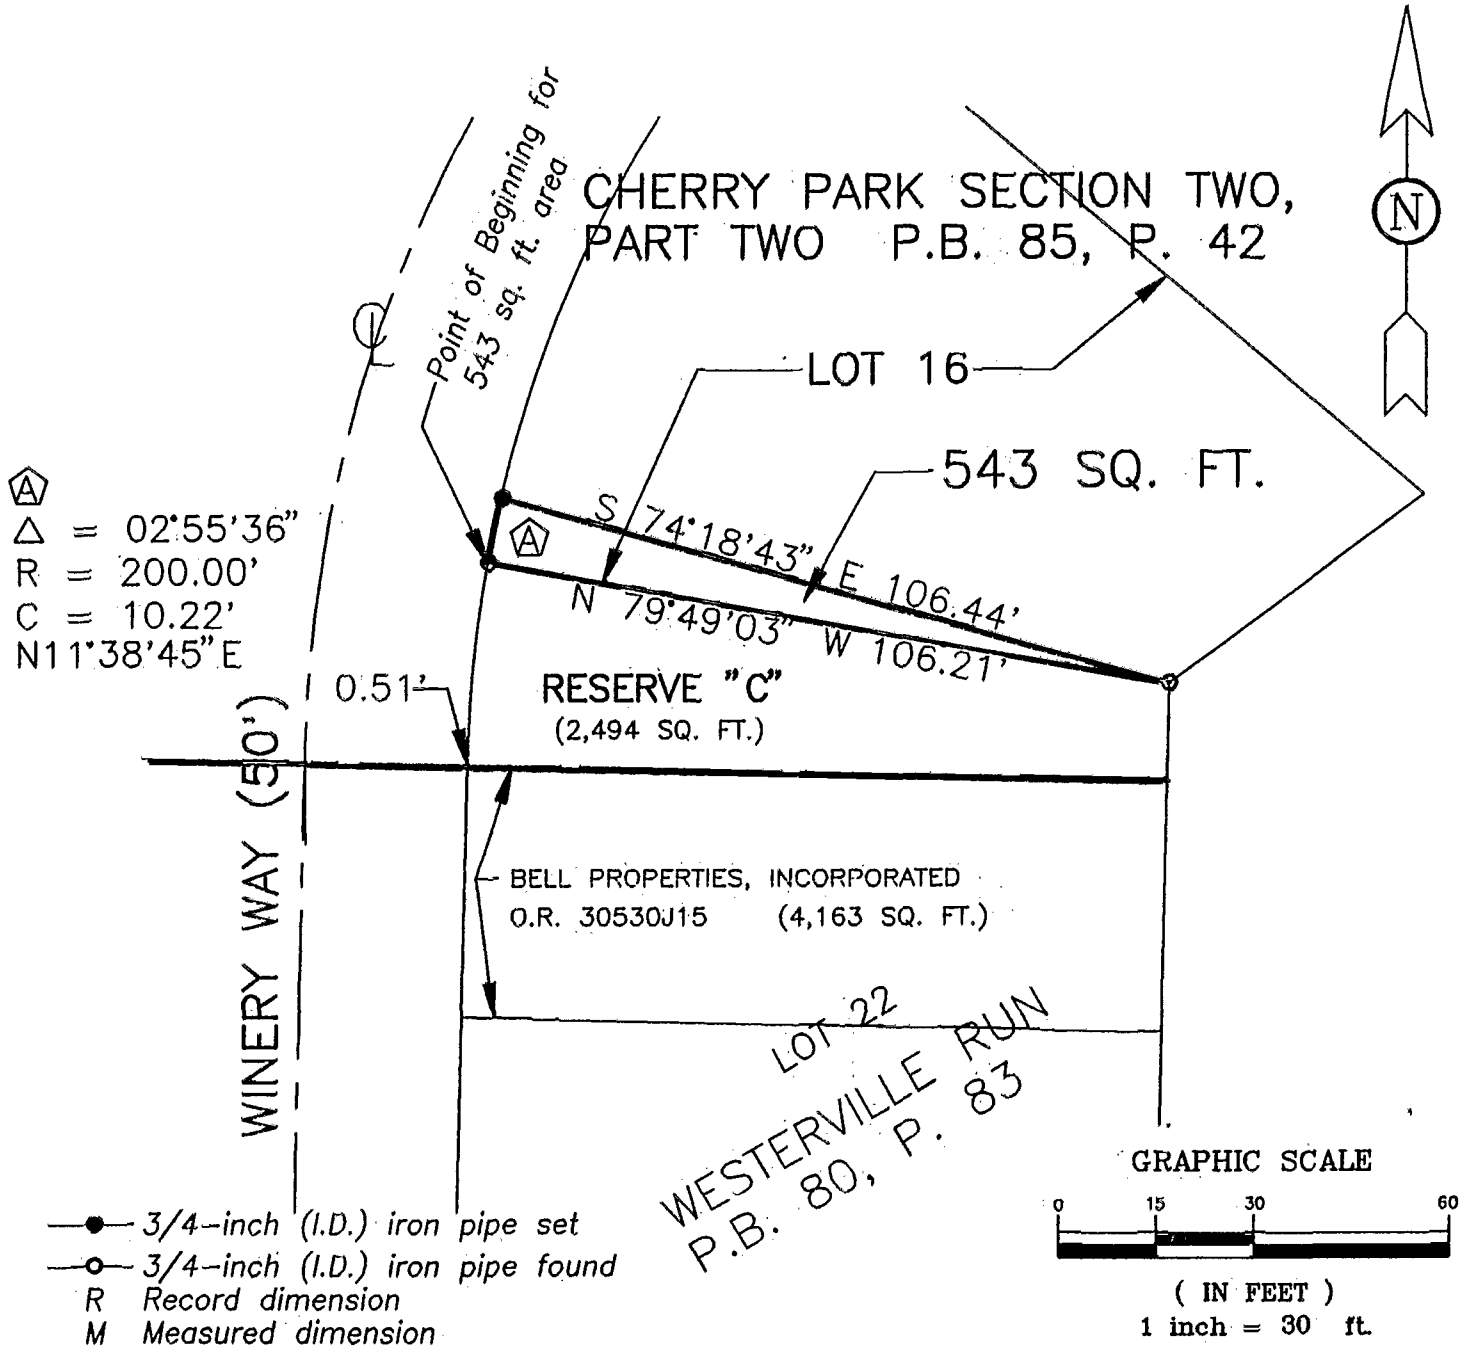 Point of Beginning for
543 sq. ft. area
CHERRY PARK SECTION TWO,
PART TWO P.B. 85, P. 42
N
CL
LOT 16
543 SQ. FT.
A
△ = 02°55'36"
R = 200.00'
C = 10.22'
N11°38'45"E
A
S 74°18'43" E 106.44'
N 79°49'03" W 106.21'
0.51'
RESERVE "C"
(2,494 SQ. FT.)
WINERY WAY (50')
BELL PROPERTIES, INCORPORATED
O.R. 30530J15 (4,163 SQ. FT.)
LOT 22
WESTERVILLE RUN
P.B. 80, P. 83
GRAPHIC SCALE
0 15 30 60
( IN FEET )
1 inch = 30 ft.
3/4-inch (I.D.) iron pipe set
3/4-inch (I.D.) iron pipe found
R Record dimension
M Measured dimension